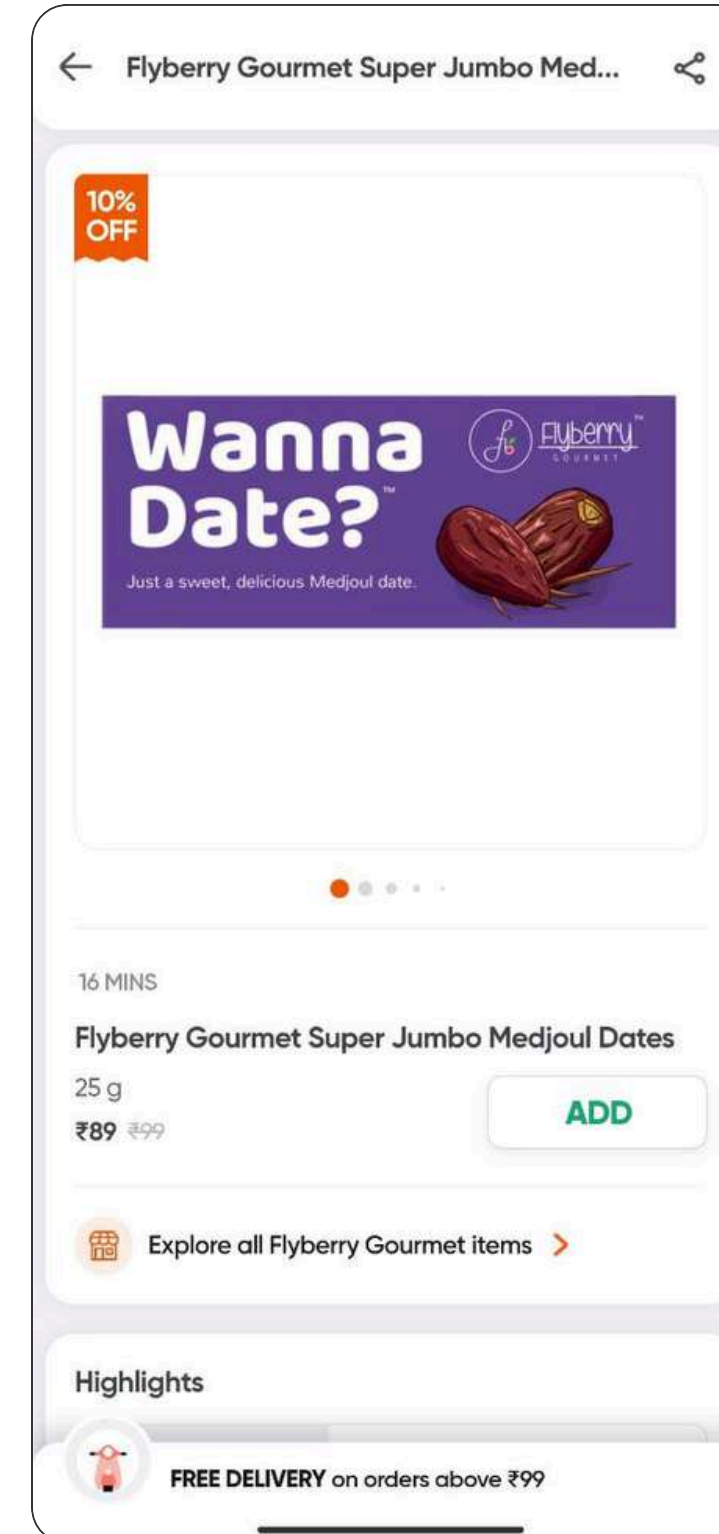 Flyberry Gourmet Super Jumbo Med...
10%
OFF
Wanna
Date?™
Flyberry™
GOURMET
Just a sweet, delicious Medjoul date.
16 MINS
Flyberry Gourmet Super Jumbo Medjoul Dates
25 g
ADD
₹89 ₹99
Explore all Flyberry Gourmet items
Highlights
FREE DELIVERY on orders above ₹99